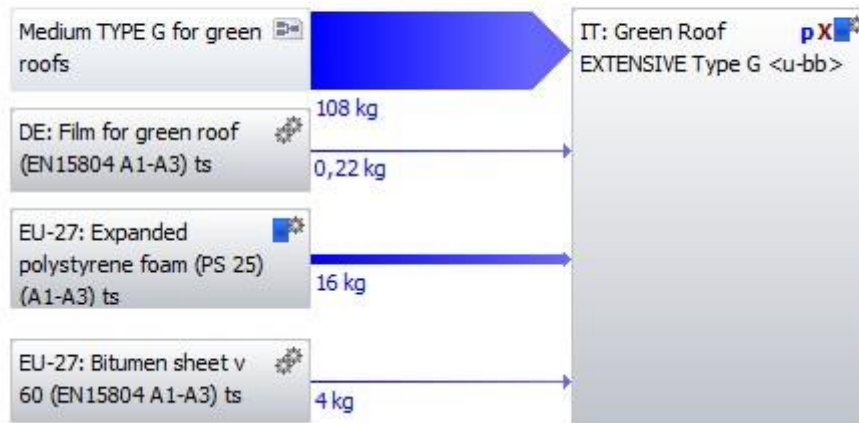 Medium TYPE G for green
roofs
108 kg
DE: Film for green roof
(EN15804 A1-A3) ts
0,22 kg
EU-27: Expanded
polystyrene foam (PS 25)
(A1-A3) ts
16 kg
EU-27: Bitumen sheet v
60 (EN15804 A1-A3) ts
4 kg
IT: Green Roof pX
EXTENSIVE Type G <u-bb>